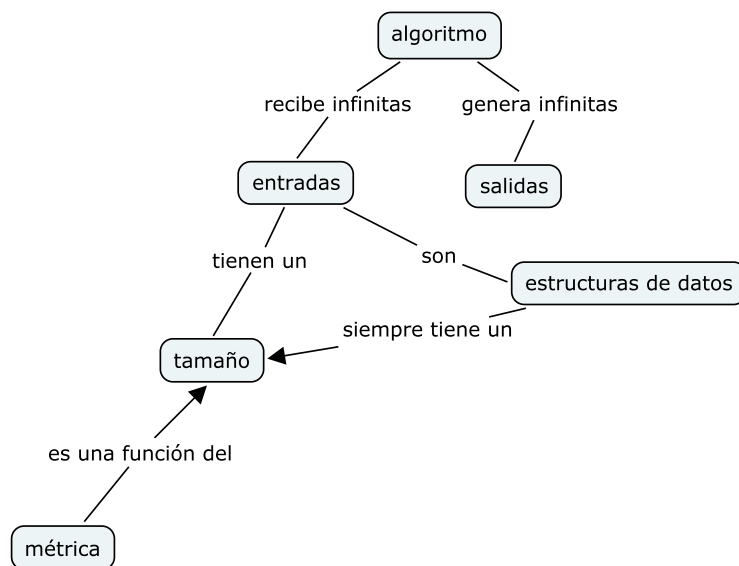 algoritmo
recibe infinitas
genera infinitas
entradas
salidas
tienen un
son
estructuras de datos
siempre tiene un
tamaño
es una función del
métrica